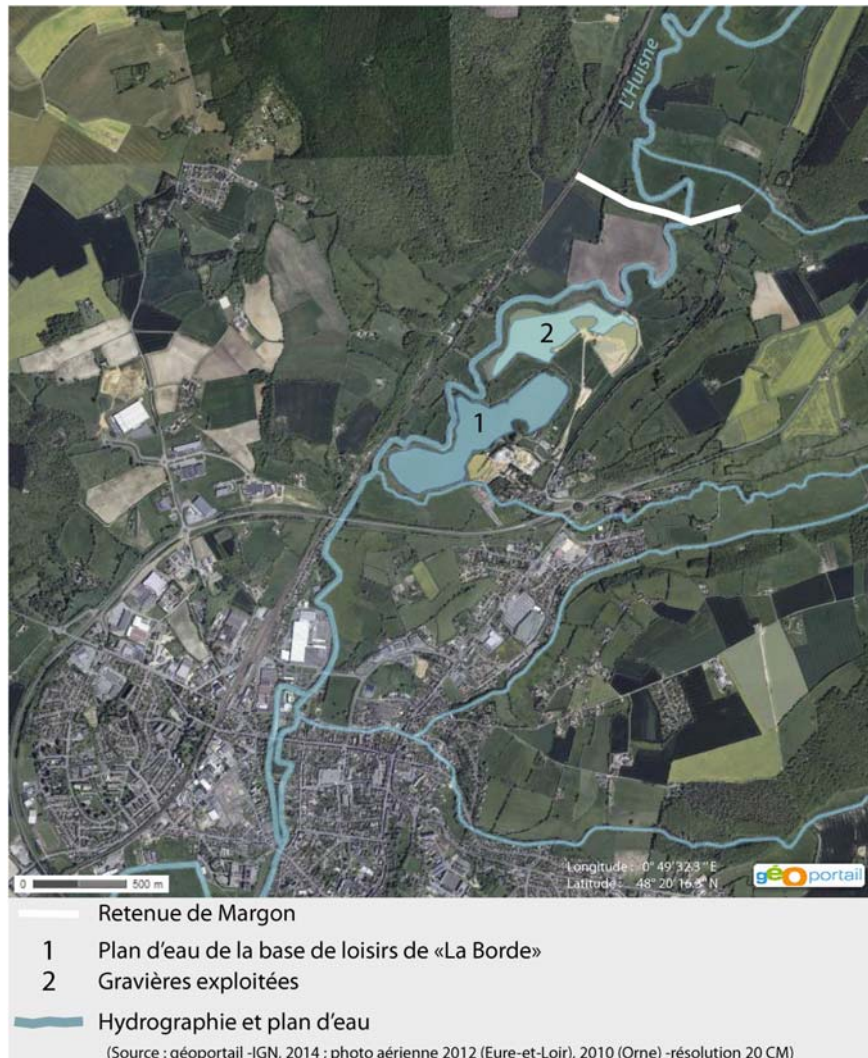 L'Huisne
2
1
Longitude : 0° 49' 32.3'' E
Latitude : 48° 20' 16.3'' N
géoportail
0 500 m
Retenue de Margon
1 Plan d'eau de la base de loisirs de «La Borde»
2 Gravières exploitées
Hydrographie et plan d'eau
(Source : géoportail -IGN, 2014 ; photo aérienne 2012 (Eure-et-Loir), 2010 (Orne) -résolution 20 CM)